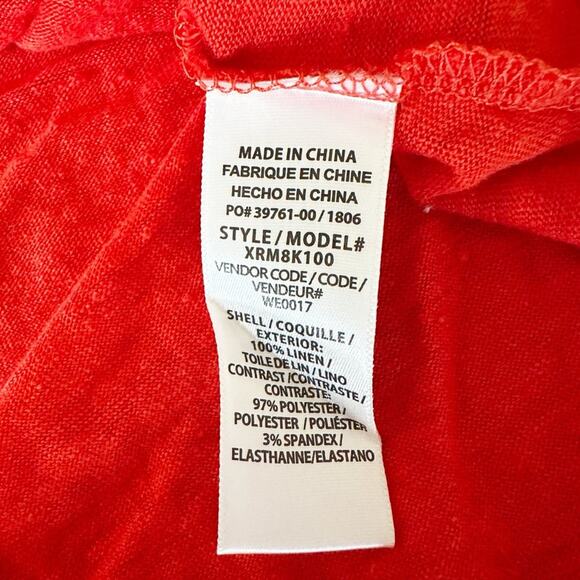 MADE IN CHINA
FABRIQUE EN CHINE
HECHO EN CHINA
PO# 39761-00 / 1806
STYLE / MODEL#
XRM8K100
VENDOR CODE / CODE /
VENDEUR#
WE0017
SHELL / COQUILLE /
EXTERIOR:
100% LINEN /
TOILE DE LIN / LINO
CONTRAST /CONTRASTE /
CONTRASTE:
97% POLYESTER /
POLYESTER / POLIÉSTER
3% SPANDEX /
ELASTHANNE/ELASTANO